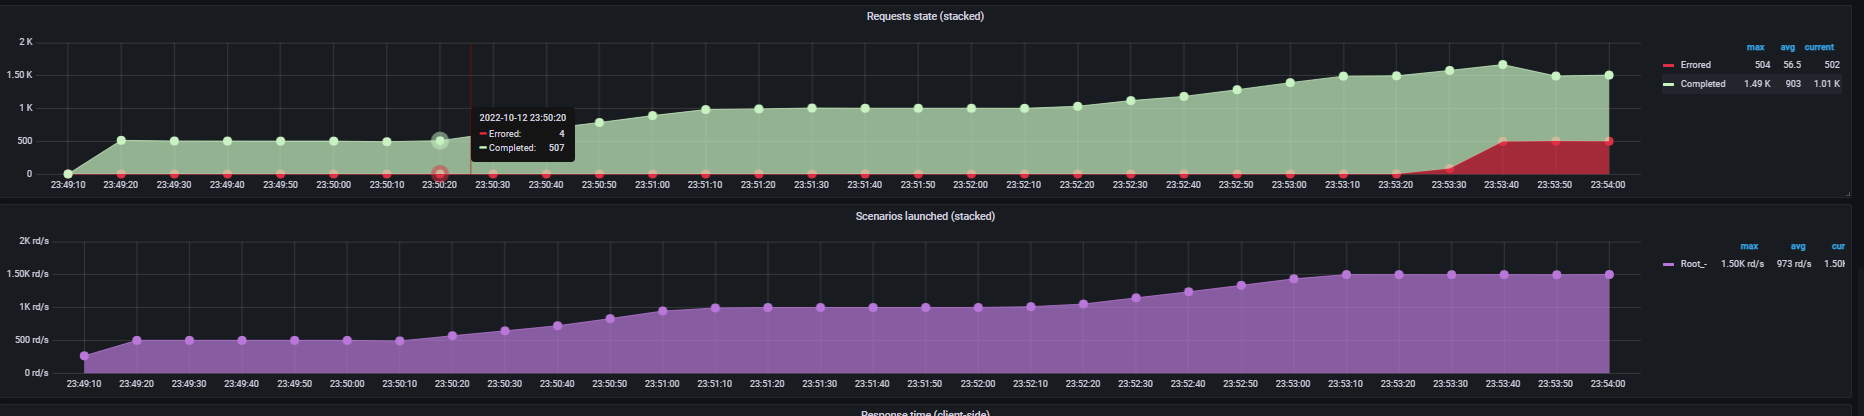 Requests state (stacked)
2 K
1.50 K
1 K
500
0
23:49:10 23:49:20 23:49:30 23:49:40 23:49:50 23:50:00 23:50:10 23:50:20 23:50:30 23:50:40 23:50:50 23:51:00 23:51:10 23:51:20 23:51:30 23:51:40 23:51:50 23:52:00 23:52:10 23:52:20 23:52:30 23:52:40 23:52:50 23:53:00 23:53:10 23:53:20 23:53:30 23:53:40 23:53:50 23:54:00
2022-10-12 23:50:20
Errored: 4
Completed: 507
max avg current
Errored 504 56.5 502
Completed 1.49 K 903 1.01 K
Scenarios launched (stacked)
2K rd/s
1.50K rd/s
1K rd/s
500 rd/s
0 rd/s
23:49:10 23:49:20 23:49:30 23:49:40 23:49:50 23:50:00 23:50:10 23:50:20 23:50:30 23:50:40 23:50:50 23:51:00 23:51:10 23:51:20 23:51:30 23:51:40 23:51:50 23:52:00 23:52:10 23:52:20 23:52:30 23:52:40 23:52:50 23:53:00 23:53:10 23:53:20 23:53:30 23:53:40 23:53:50 23:54:00
max avg cur
Root_- 1.50K rd/s 973 rd/s 1.50
Response time (client-side)